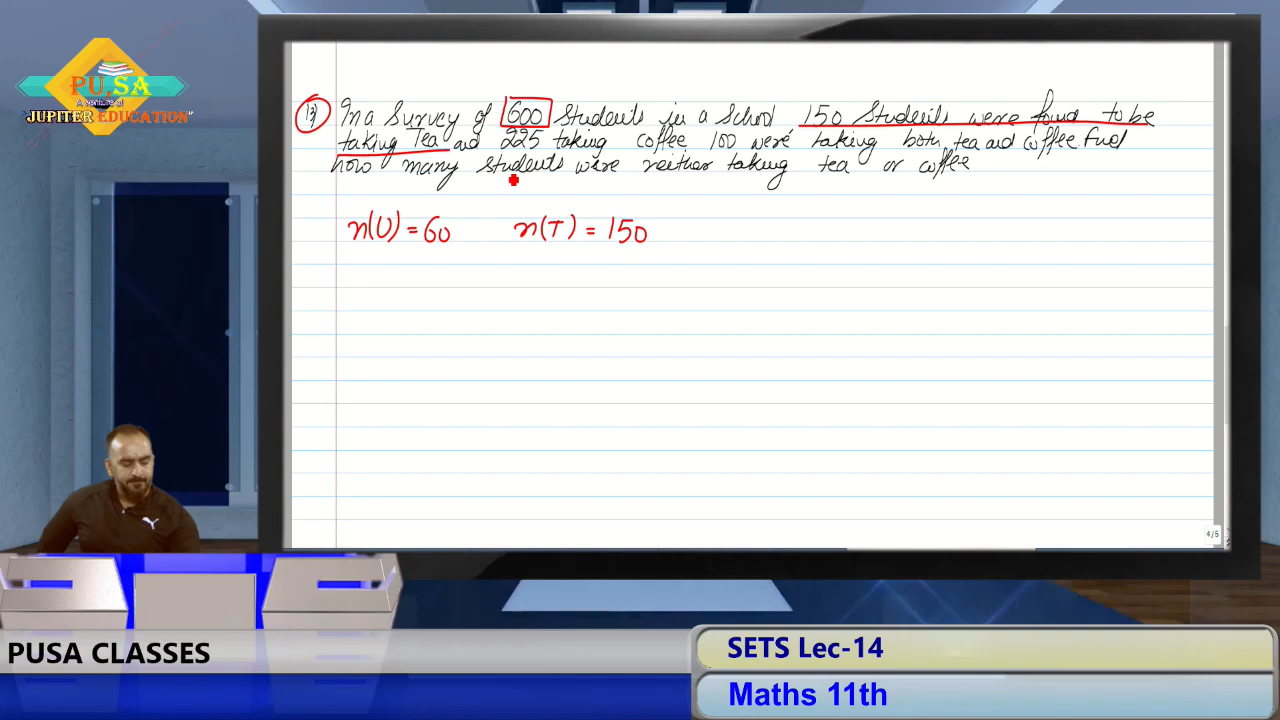 PU SA
A venture of
JUPITER EDUCATION"
In a Survey of 600 Students in a School 150 Students were found to be
taking Tea and 225 taking coffee, 100 were taking both tea and coffee. Find
how many students were neither taking tea or coffee
n(U) = 60 n(T) = 150
4/5
PUSA CLASSES
SETS Lec-14
Maths 11th